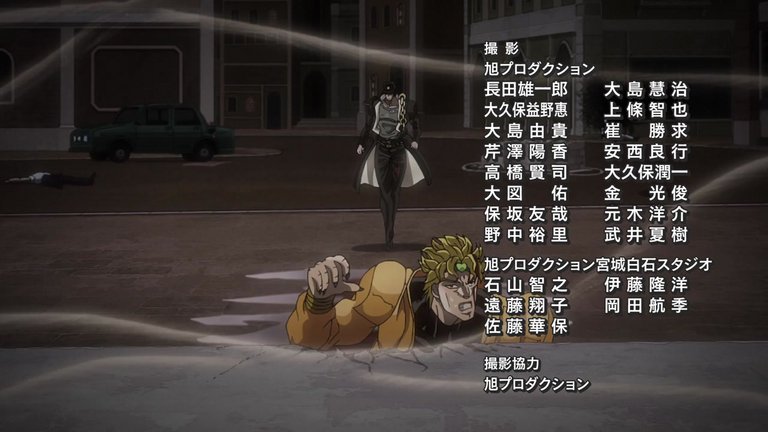 撮影
旭プロダクション
長田雄一郎 大島慧治
大久保益野惠 上條智也
大島由貴 崔勝求
芹澤陽香 安西良行
高橋賢司 大久保潤一
大図佑 金光俊
保坂友哉 元木洋介
野中裕里 武井夏樹
旭プロダクション宮城白石スタジオ
石山智之 伊藤隆洋
遠藤翔子 岡田航季
佐藤華保
撮影協力
旭プロダクション